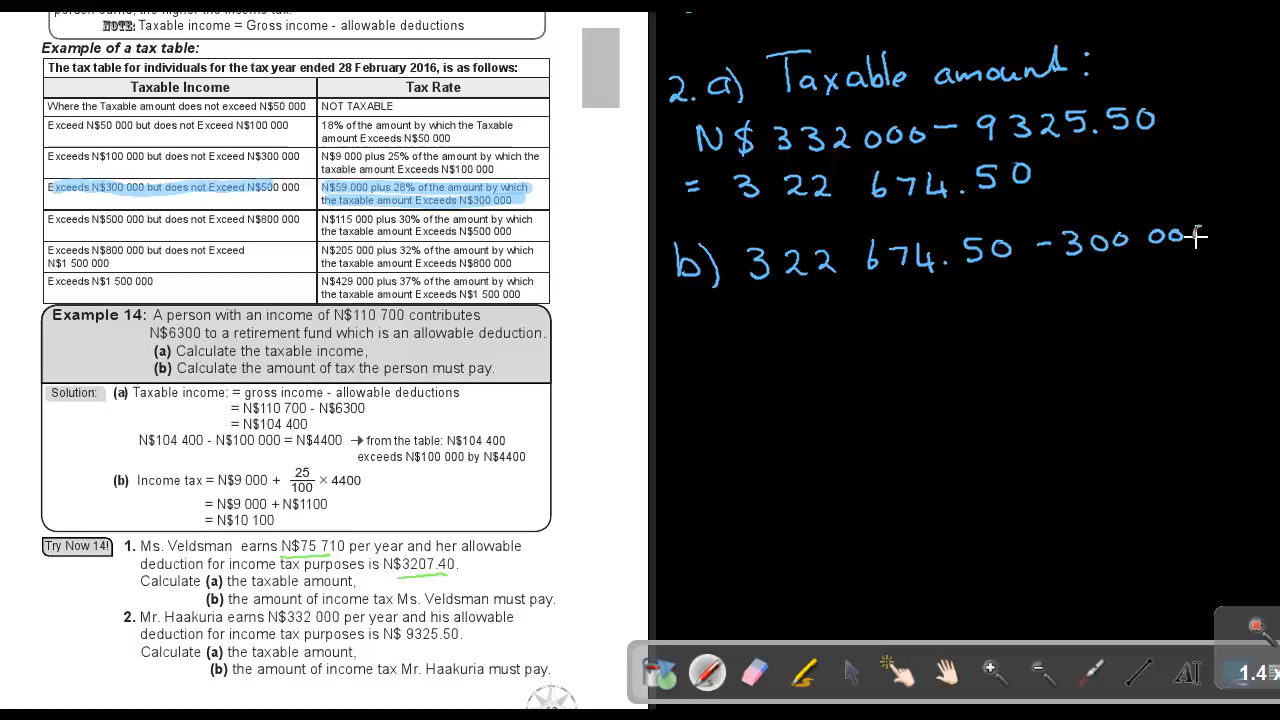 NOTE: Taxable income = Gross income - allowable deductions
Example of a tax table:
The tax table for individuals for the tax year ended 28 February 2016, is as follows:
Taxable Income Tax Rate
Where the Taxable amount does not exceed N$50 000 NOT TAXABLE
Exceed N$50 000 but does not Exceed N$100 000 18% of the amount by which the Taxable
amount Exceeds N$50 000
Exceeds N$100 000 but does not Exceed N$300 000 N$9 000 plus 25% of the amount by which the
taxable amount Exceeds N$100 000
Exceeds N$300 000 but does not Exceed N$500 000 N$59 000 plus 28% of the amount by which
the taxable amount Exceeds N$300 000
Exceeds N$500 000 but does not Exceed N$800 000 N$115 000 plus 30% of the amount by which
the taxable amount Exceeds N$500 000
Exceeds N$800 000 but does not Exceed N$205 000 plus 32% of the amount by which
N$1 500 000 the taxable amount Exceeds N$800 000
Exceeds N$1 500 000 N$429 000 plus 37% of the amount by which
the taxable amount Exceeds N$1 500 000
Example 14: A person with an income of N$110 700 contributes
N$6300 to a retirement fund which is an allowable deduction.
(a) Calculate the taxable income,
(b) Calculate the amount of tax the person must pay.
Solution: (a) Taxable income: = gross income - allowable deductions
= N$110 700 - N$6300
= N$104 400
N$104 400 - N$100 000 = N$4400 → from the table: N$104 400
exceeds N$100 000 by N$4400
(b) Income tax = N$9 000 + 25/100 × 4400
= N$9 000 + N$1100
= N$10 100
Try Now 14! 1. Ms. Veldsman earns N$75 710 per year and her allowable
deduction for income tax purposes is N$3207.40.
Calculate (a) the taxable amount,
(b) the amount of income tax Ms. Veldsman must pay.
2. Mr. Haakuria earns N$332 000 per year and his allowable
deduction for income tax purposes is N$ 9325.50.
Calculate (a) the taxable amount,
(b) the amount of income tax Mr. Haakuria must pay.
2. a) Taxable amount:
N$ 332 000 - 9325.50
= 322 674.50
b) 322 674.50 - 300 00
AI
1.4 x